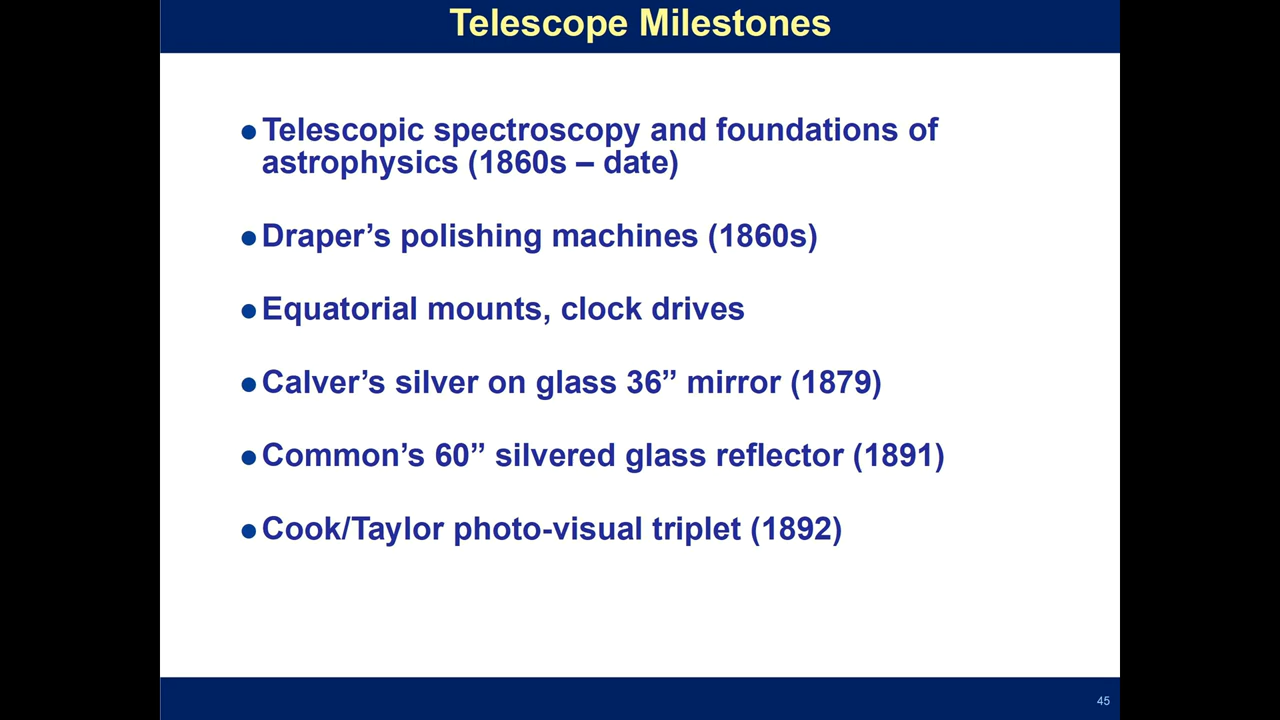 Telescope Milestones
●Telescopic spectroscopy and foundations of
astrophysics (1860s – date)
●Draper’s polishing machines (1860s)
●Equatorial mounts, clock drives
●Calver’s silver on glass 36” mirror (1879)
●Common’s 60” silvered glass reflector (1891)
●Cook/Taylor photo-visual triplet (1892)
45